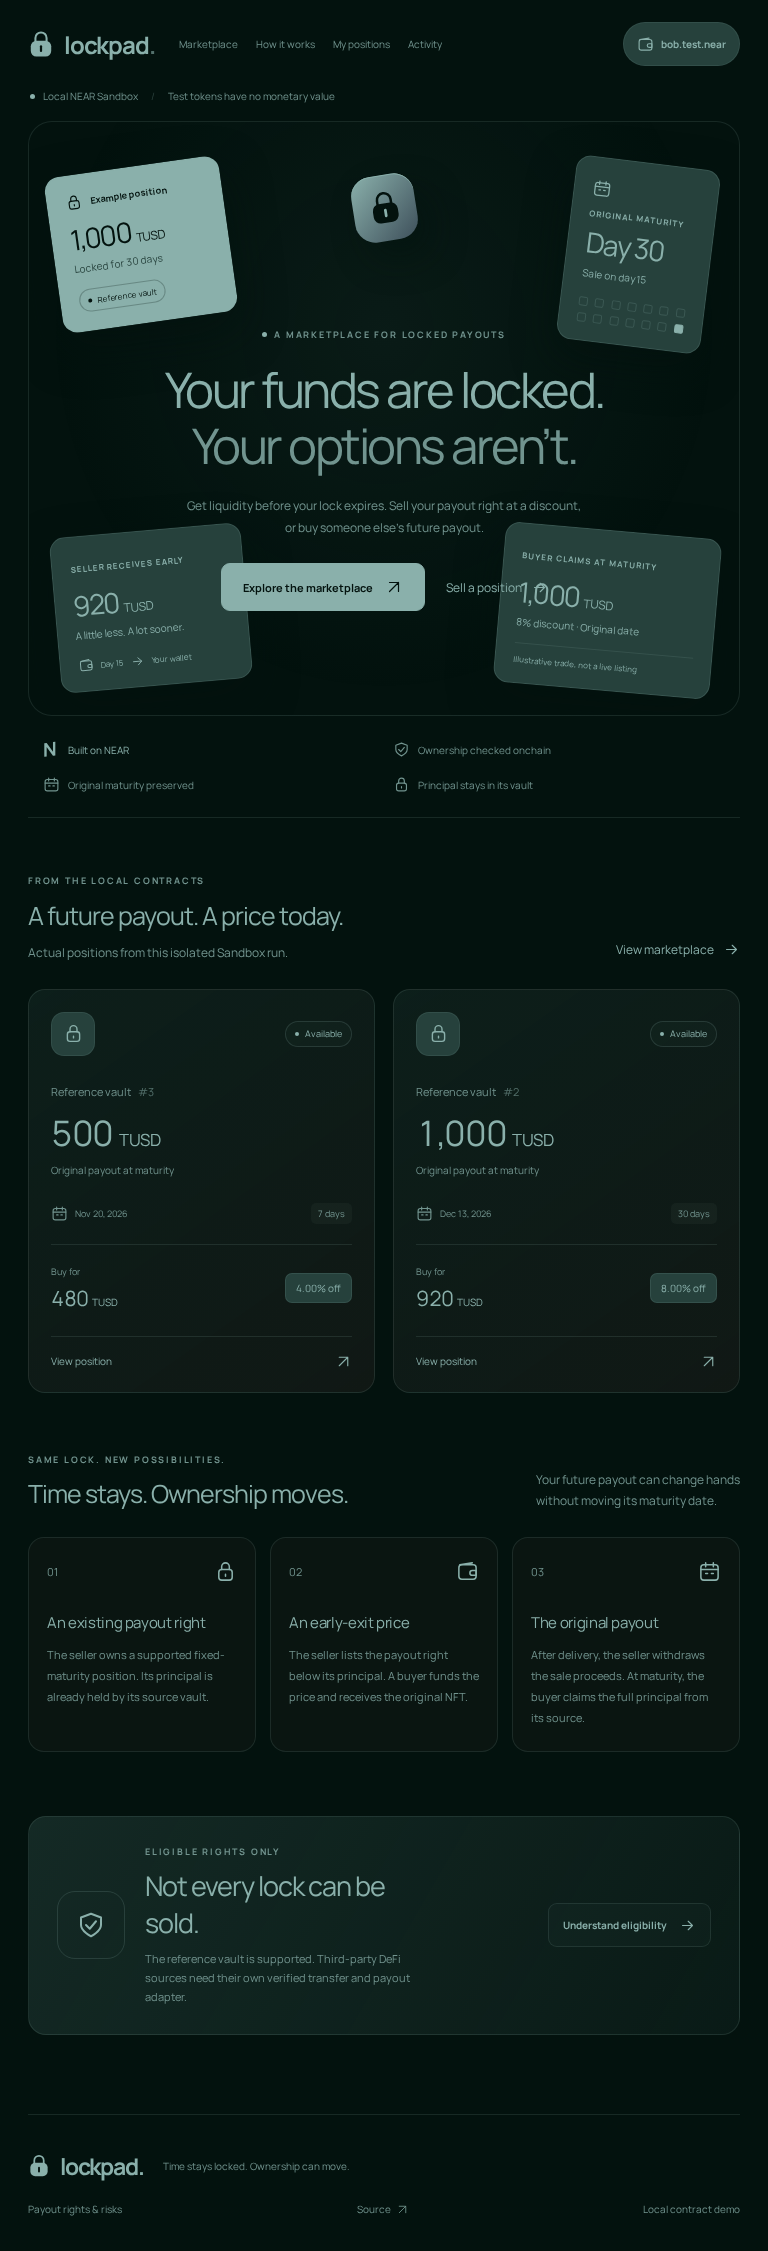 lockpad.
Marketplace
How it works
My positions
Activity
bob.test.near
Local NEAR Sandbox / Test tokens have no monetary value
Example position
1,000 TUSD
Locked for 30 days
Reference vault
ORIGINAL MATURITY
Day 30
Sale on day 15
A MARKETPLACE FOR LOCKED PAYOUTS
Your funds are locked.
Your options aren't.
Get liquidity before your lock expires. Sell your payout right at a discount,
or buy someone else's future payout.
Explore the marketplace
Sell a position
SELLER RECEIVES EARLY
920 TUSD
A little less. A lot sooner.
Day 15 → Your wallet
BUYER CLAIMS AT MATURITY
1,000 TUSD
8% discount · Original date
Illustrative trade, not a live listing
Built on NEAR
Ownership checked onchain
Original maturity preserved
Principal stays in its vault
FROM THE LOCAL CONTRACTS
A future payout. A price today.
Actual positions from this isolated Sandbox run.
View marketplace →
Available
Reference vault #3
500 TUSD
Original payout at maturity
Nov 20, 2026
7 days
Buy for
480 TUSD
4.00% off
View position
Available
Reference vault #2
1,000 TUSD
Original payout at maturity
Dec 13, 2026
30 days
Buy for
920 TUSD
8.00% off
View position
SAME LOCK. NEW POSSIBILITIES.
Time stays. Ownership moves.
Your future payout can change hands
without moving its maturity date.
01
An existing payout right
The seller owns a supported fixed-
maturity position. Its principal is
already held by its source vault.
02
An early-exit price
The seller lists the payout right
below its principal. A buyer funds the
price and receives the original NFT.
03
The original payout
After delivery, the seller withdraws
the sale proceeds. At maturity, the
buyer claims the full principal from
its source.
ELIGIBLE RIGHTS ONLY
Not every lock can be
sold.
The reference vault is supported. Third-party DeFi
sources need their own verified transfer and payout
adapter.
Understand eligibility →
lockpad.
Time stays locked. Ownership can move.
Payout rights & risks
Source
Local contract demo